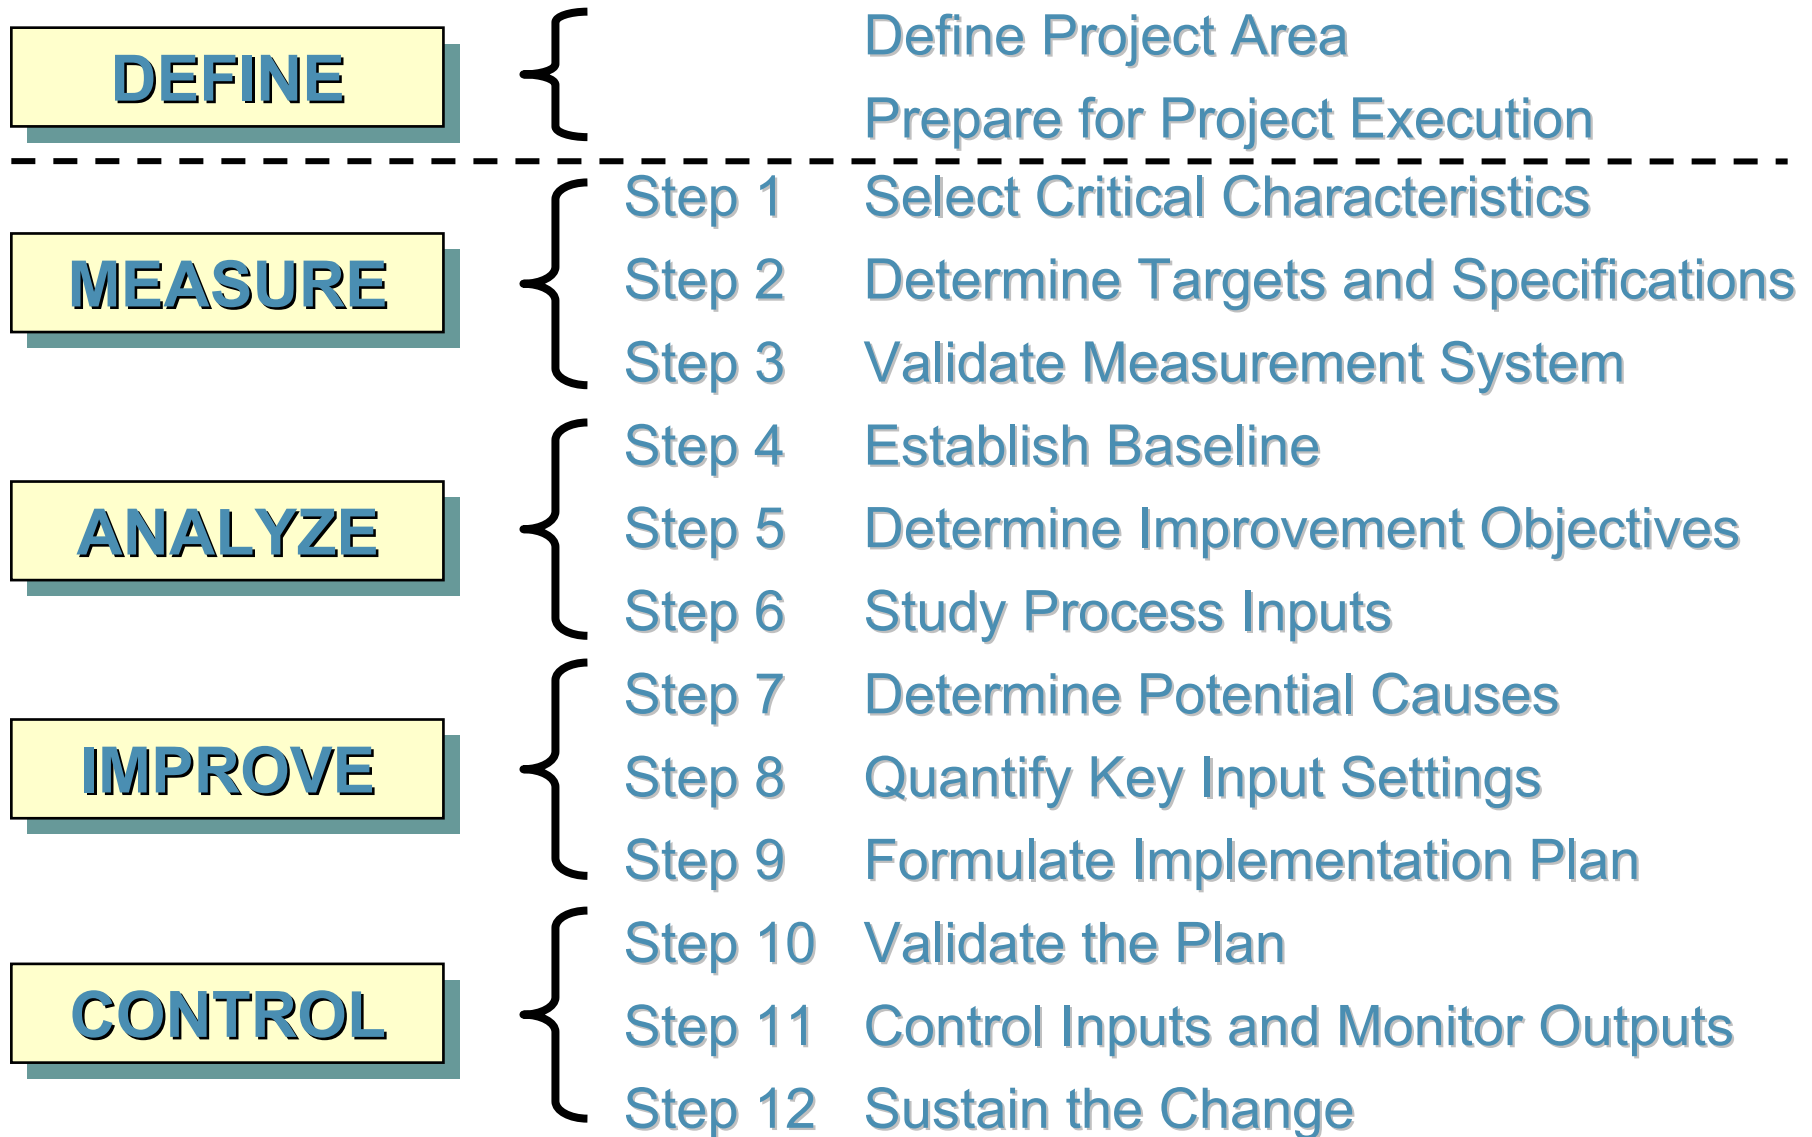 DEFINE
Define Project Area
Prepare for Project Execution
MEASURE
Step 1 Select Critical Characteristics
Step 2 Determine Targets and Specifications
Step 3 Validate Measurement System
ANALYZE
Step 4 Establish Baseline
Step 5 Determine Improvement Objectives
Step 6 Study Process Inputs
IMPROVE
Step 7 Determine Potential Causes
Step 8 Quantify Key Input Settings
Step 9 Formulate Implementation Plan
CONTROL
Step 10 Validate the Plan
Step 11 Control Inputs and Monitor Outputs
Step 12 Sustain the Change